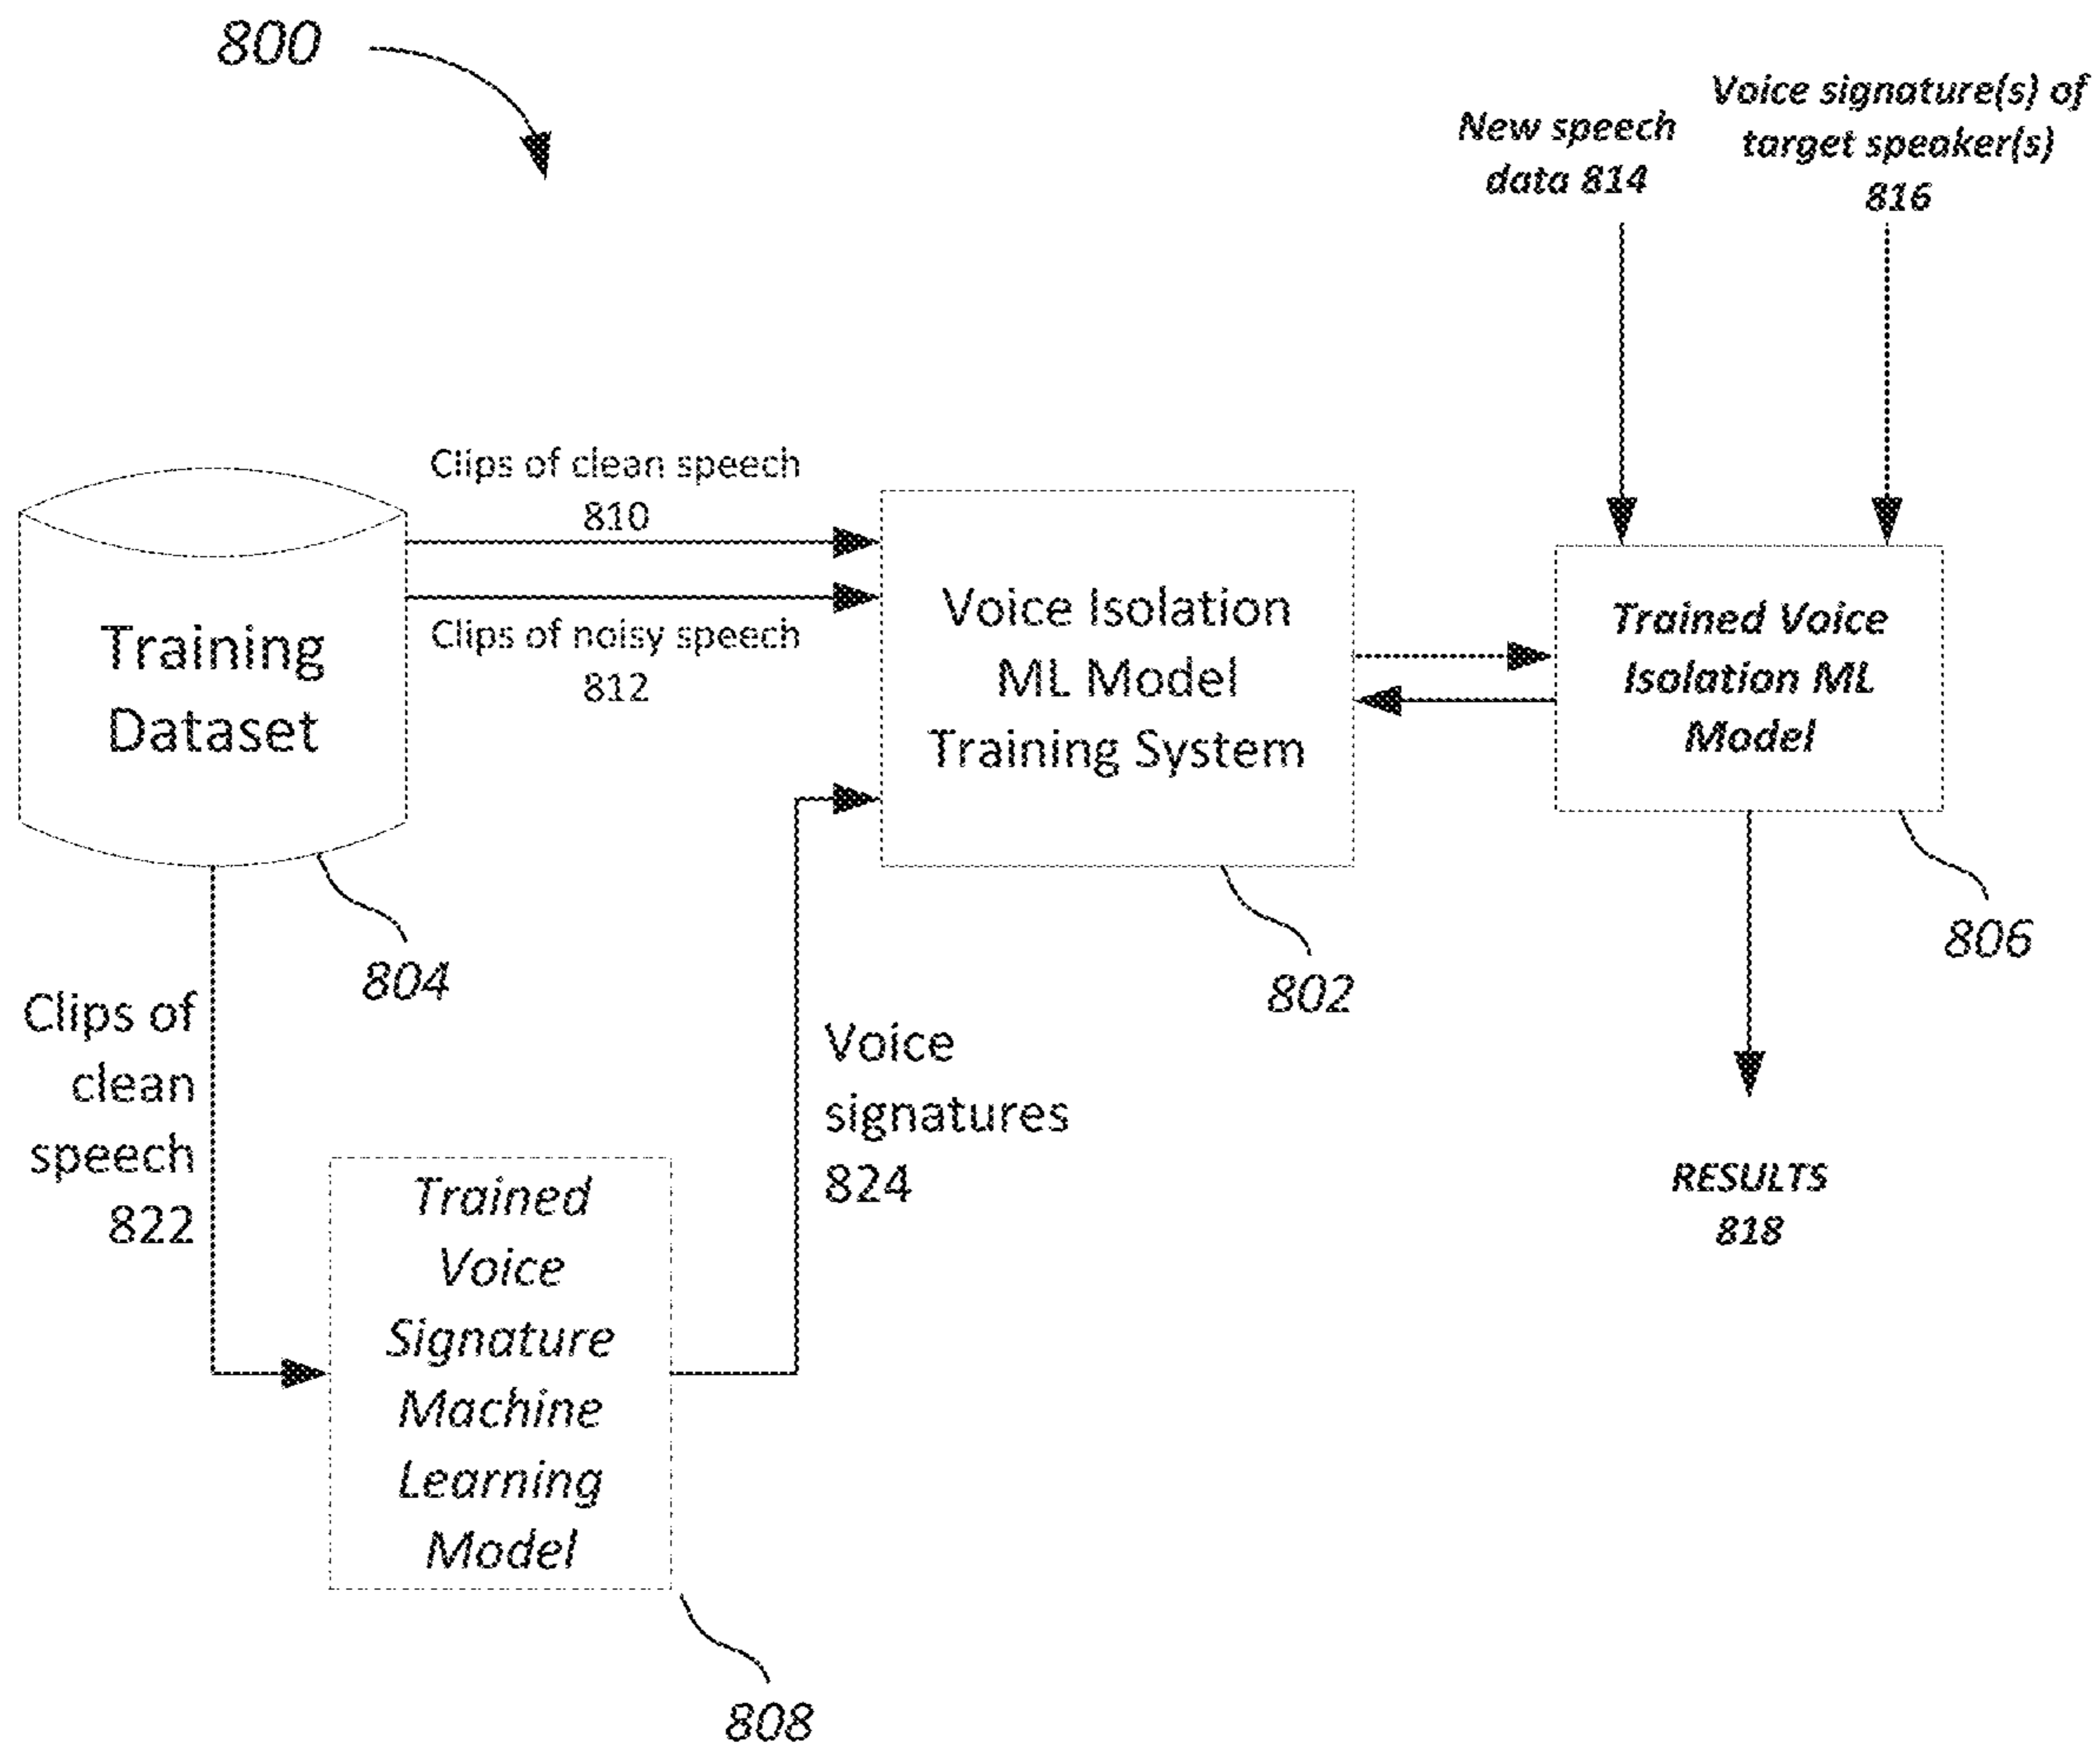 800
New speech
data 814
Voice signature(s) of
target speaker(s)
816
Clips of clean speech
810
Clips of noisy speech
812
Training
Dataset
804
Voice Isolation
ML Model
Training System
802
Trained Voice
Isolation ML
Model
806
Clips of
clean
speech
822
Voice
signatures
824
RESULTS
818
Trained
Voice
Signature
Machine
Learning
Model
808